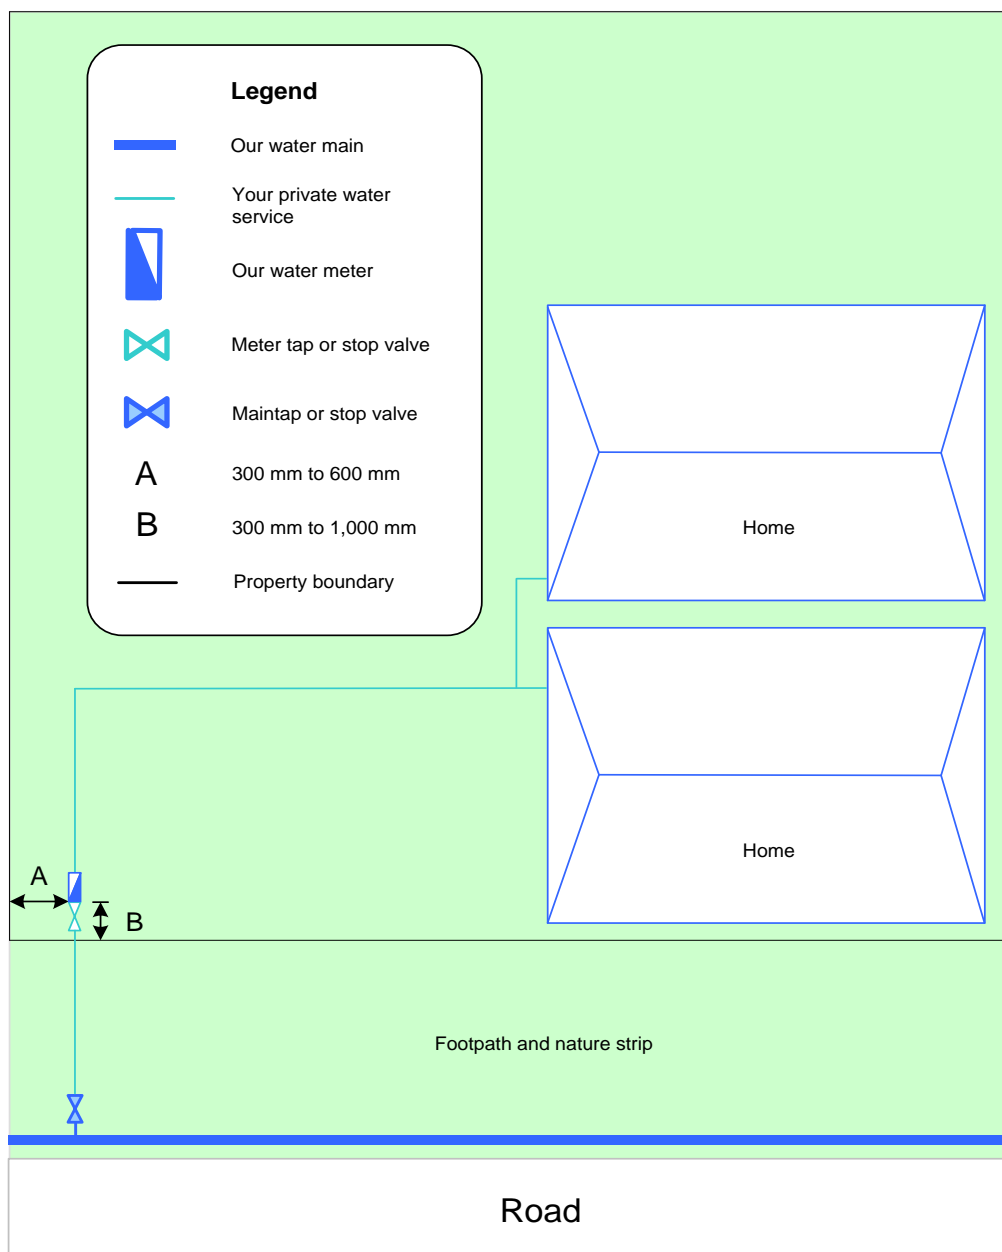 Legend
Our water main
Your private water
service
Our water meter
Meter tap or stop valve
Maintap or stop valve
A 300 mm to 600 mm
B 300 mm to 1,000 mm
Property boundary
Home
Home
A
B
Footpath and nature strip
Road